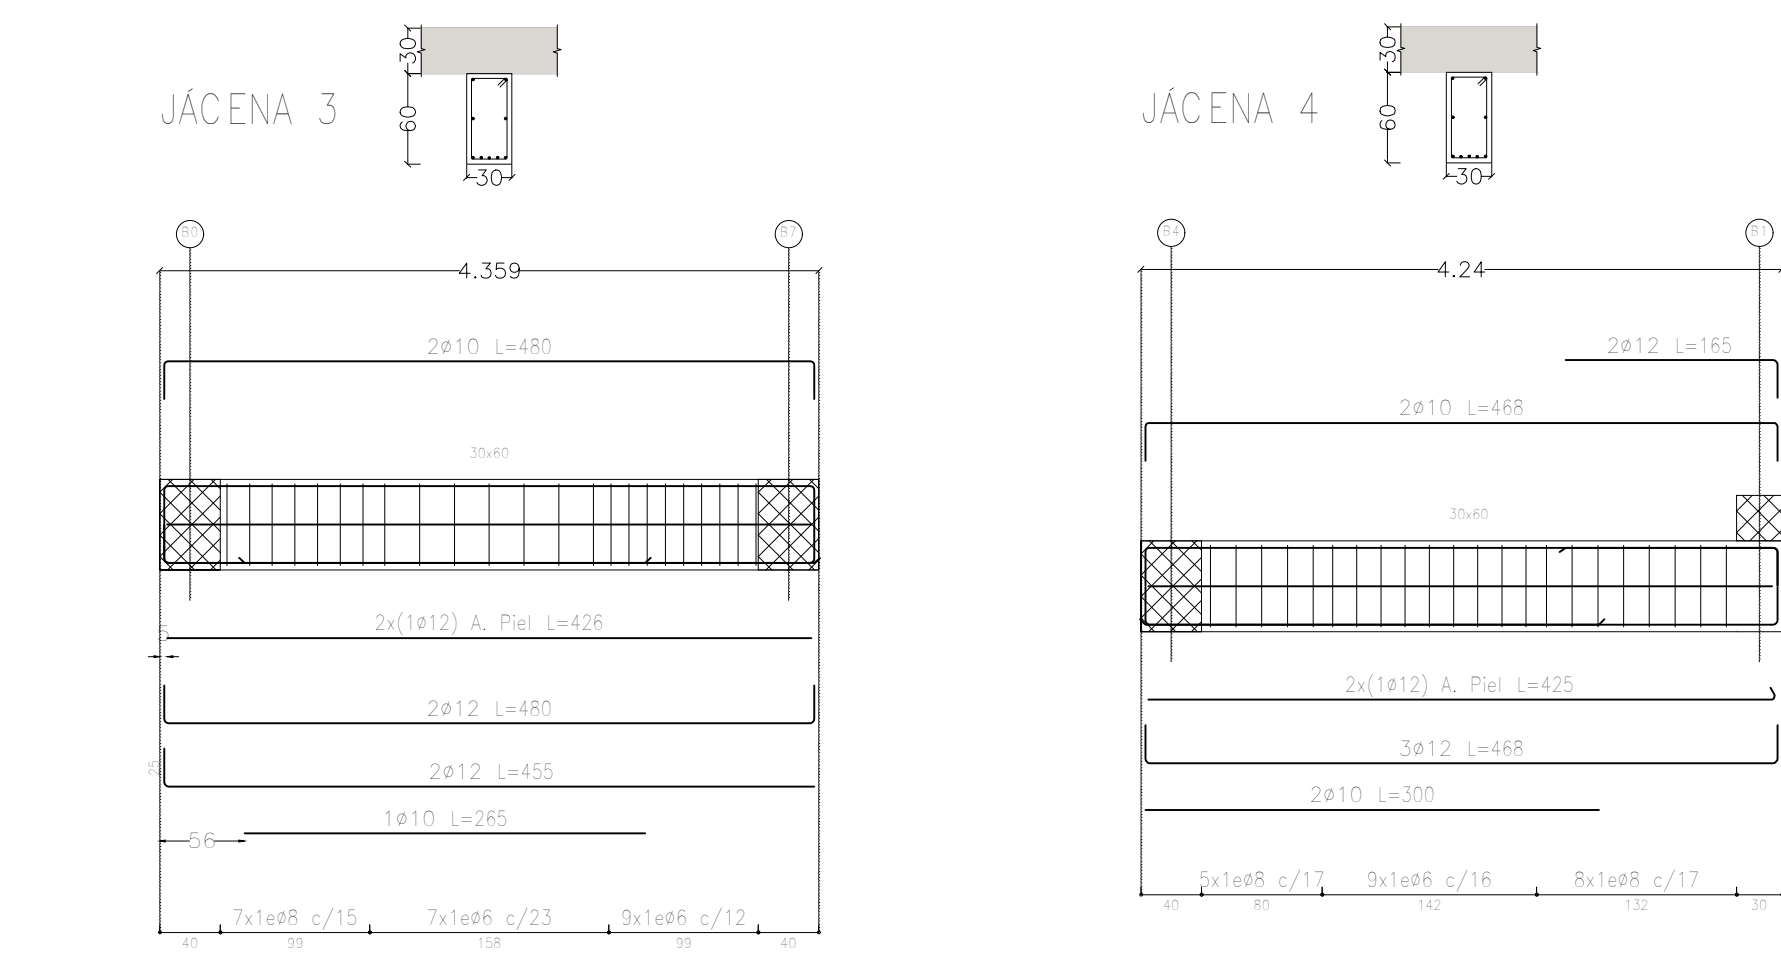 JÁCENA 3
30
60
30
B0
B7
4.359
2ø10 L=480
30x60
2x(1ø12) A. Piel L=426
5
2ø12 L=480
25
2ø12 L=455
1ø10 L=265
56
7x1eø8 c/15
7x1eø6 c/23
9x1eø6 c/12
40
99
158
99
40
JÁCENA 4
30
60
30
B4
B1
4.24
2ø12 L=165
2ø10 L=468
30x60
2x(1ø12) A. Piel L=425
3ø12 L=468
2ø10 L=300
5x1eø8 c/17
9x1eø6 c/16
8x1eø8 c/17
40
80
142
132
30